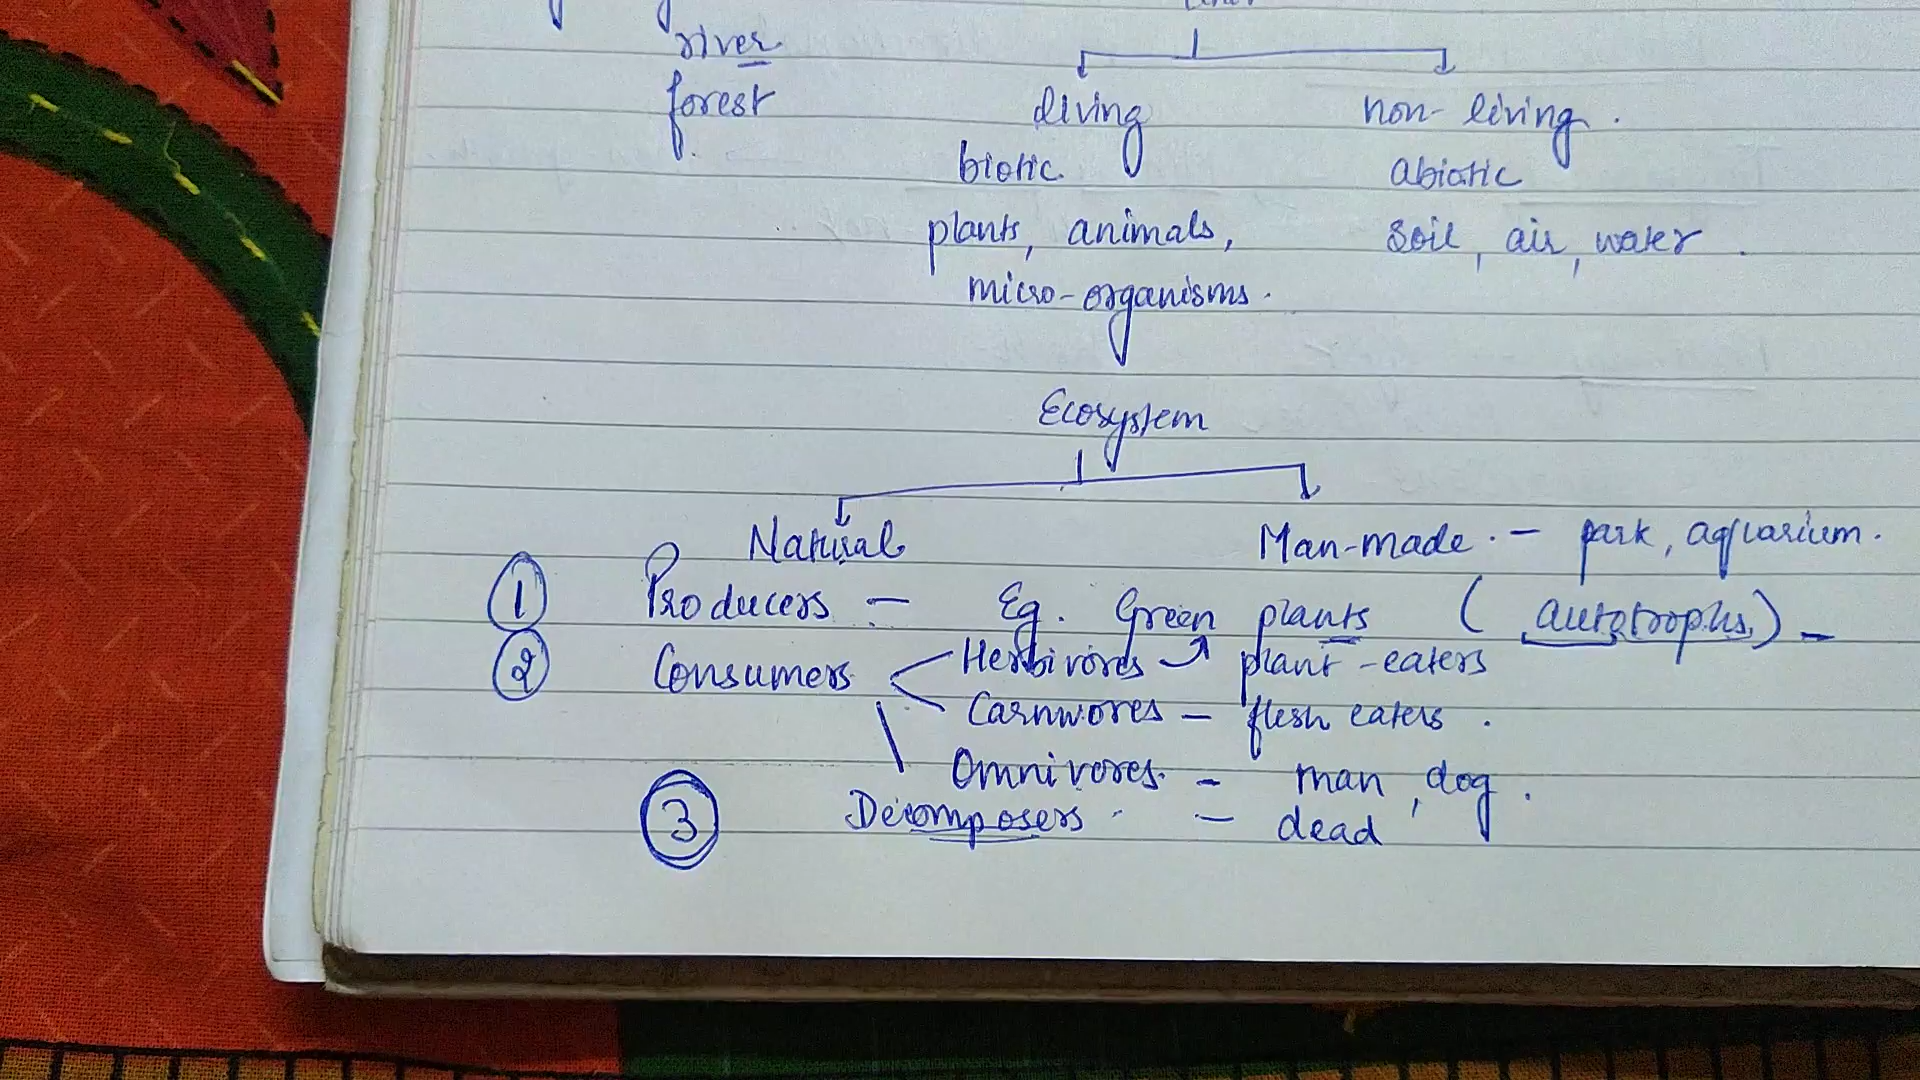 river
forest living non-living.
biotic. abiotic
plants, animals, soil, air, water.
micro-organisms.
Ecosystem
Natural Man-made. - park, aquarium.
1 Producers - Eg. Green plants (autotrophs) -
2 Consumers Herbivores plant-eaters
Carnivores - flesh eaters.
Omnivores. - man, dog.
3 Decomposers - dead